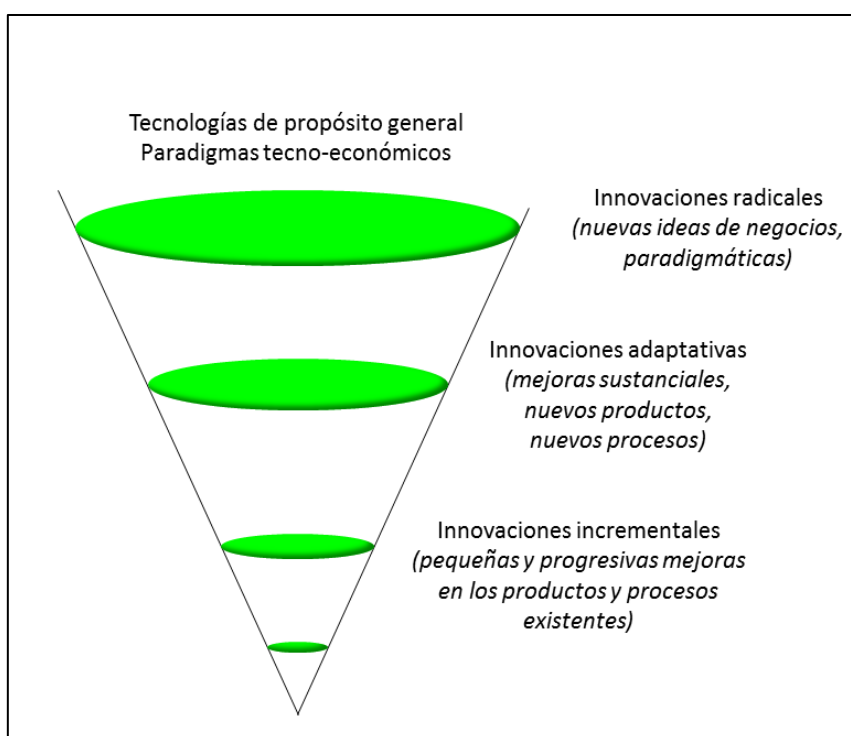 Tecnologías de propósito general
Paradigmas tecno-económicos
Innovaciones radicales
(nuevas ideas de negocios,
paradigmáticas)
Innovaciones adaptativas
(mejoras sustanciales,
nuevos productos,
nuevos procesos)
Innovaciones incrementales
(pequeñas y progresivas mejoras
en los productos y procesos
existentes)